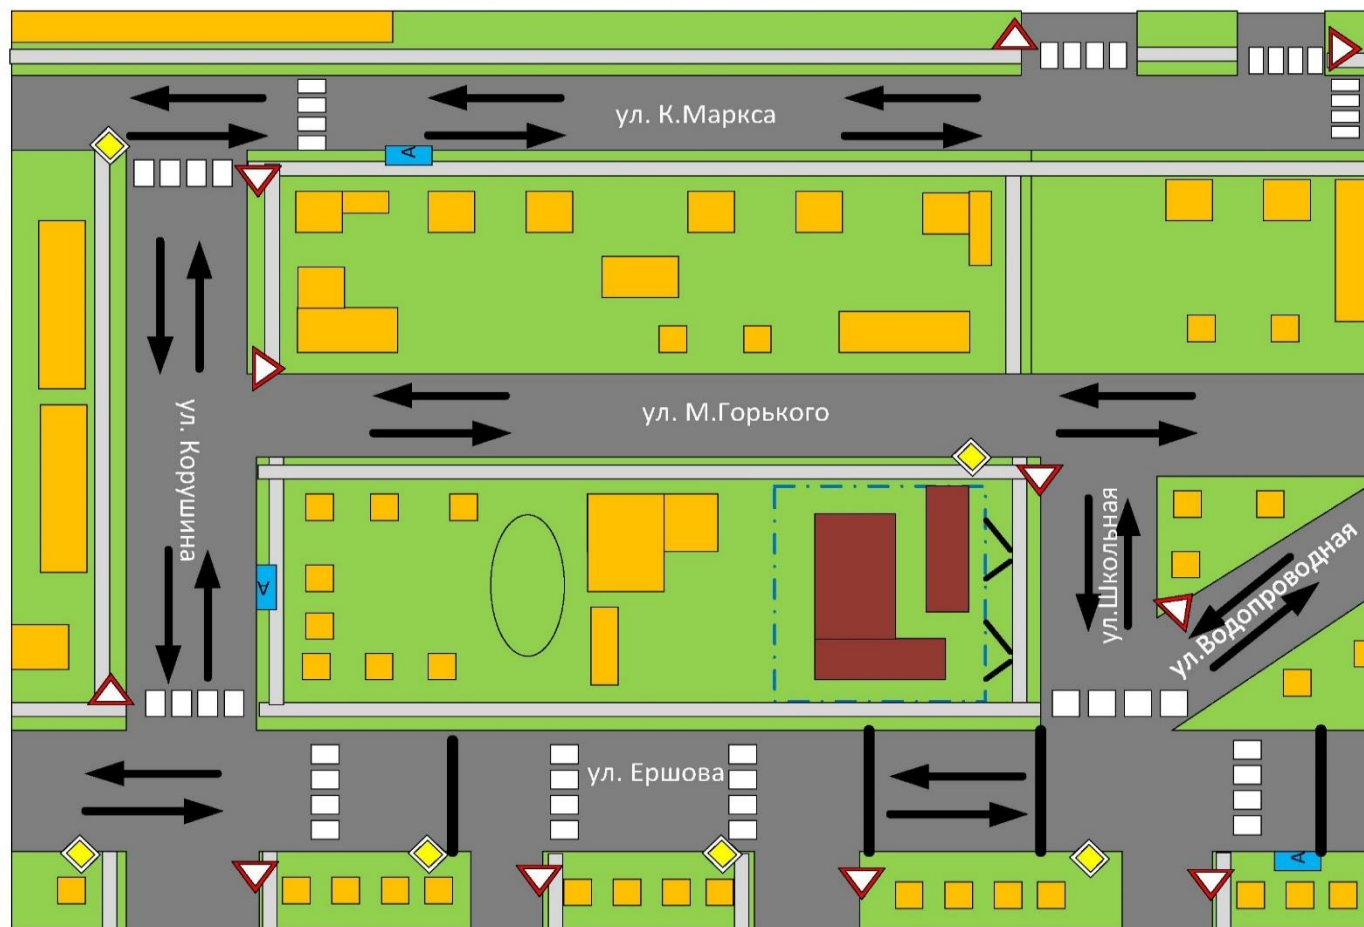 ул. К.Маркса
А
ул. М.Горького
ул. Корушина
ул.Школьная
ул.Водопроводная
А
ул. Ершова
А